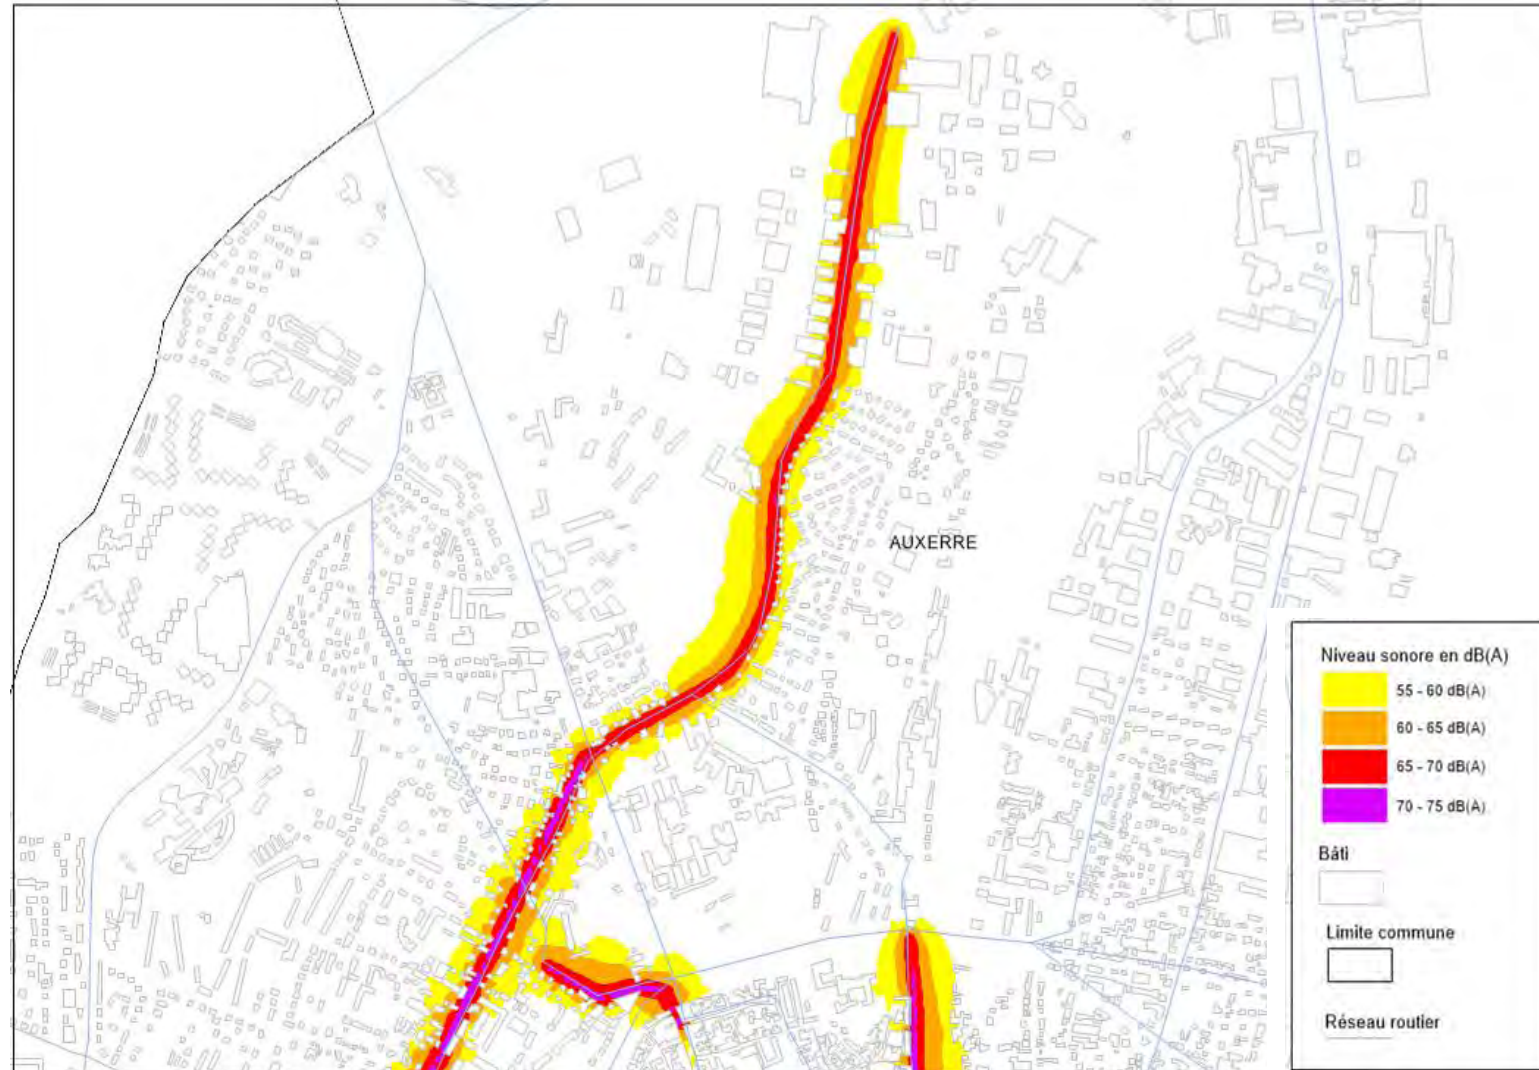 AUXERRE
Niveau sonore en dB(A)
55 - 60 dB(A)
60 - 65 dB(A)
65 - 70 dB(A)
70 - 75 dB(A)
Bâti
Limite commune
Réseau routier